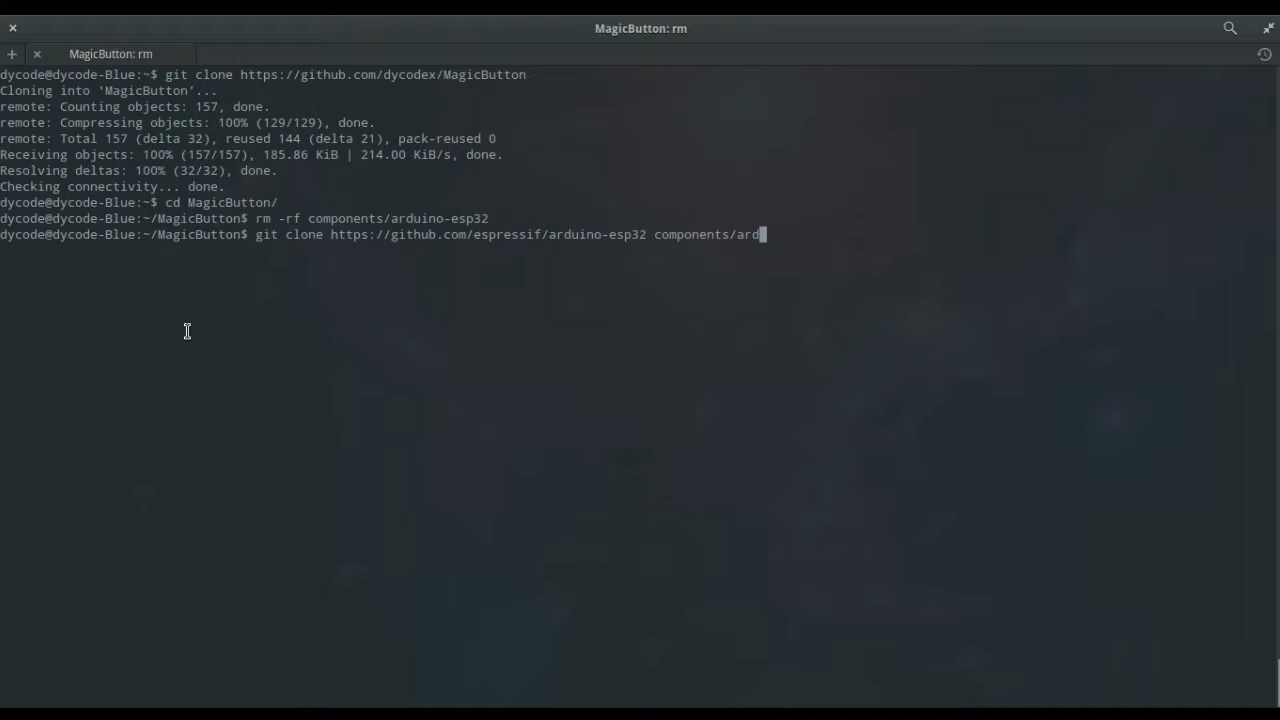 MagicButton: rm
MagicButton: rm
dycode@dycode-Blue:~$ git clone https://github.com/dycodex/MagicButton
Cloning into 'MagicButton'...
remote: Counting objects: 157, done.
remote: Compressing objects: 100% (129/129), done.
remote: Total 157 (delta 32), reused 144 (delta 21), pack-reused 0
Receiving objects: 100% (157/157), 185.86 KiB | 214.00 KiB/s, done.
Resolving deltas: 100% (32/32), done.
Checking connectivity... done.
dycode@dycode-Blue:~$ cd MagicButton/
dycode@dycode-Blue:~/MagicButton$ rm -rf components/arduino-esp32
dycode@dycode-Blue:~/MagicButton$ git clone https://github.com/espressif/arduino-esp32 components/ard